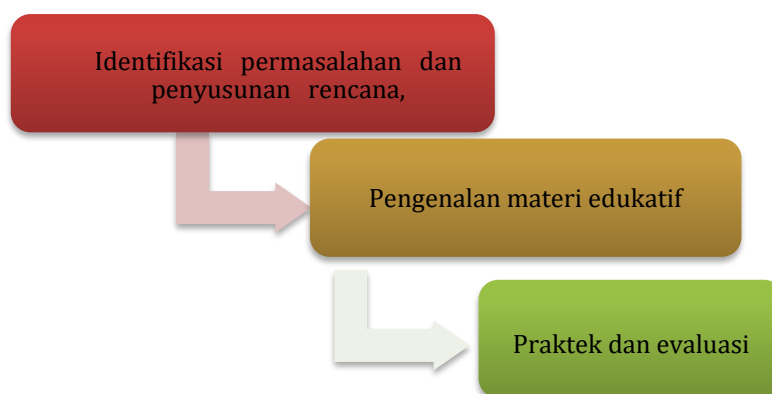 Identifikasi permasalahan dan
penyusunan rencana,
Pengenalan materi edukatif
Praktek dan evaluasi